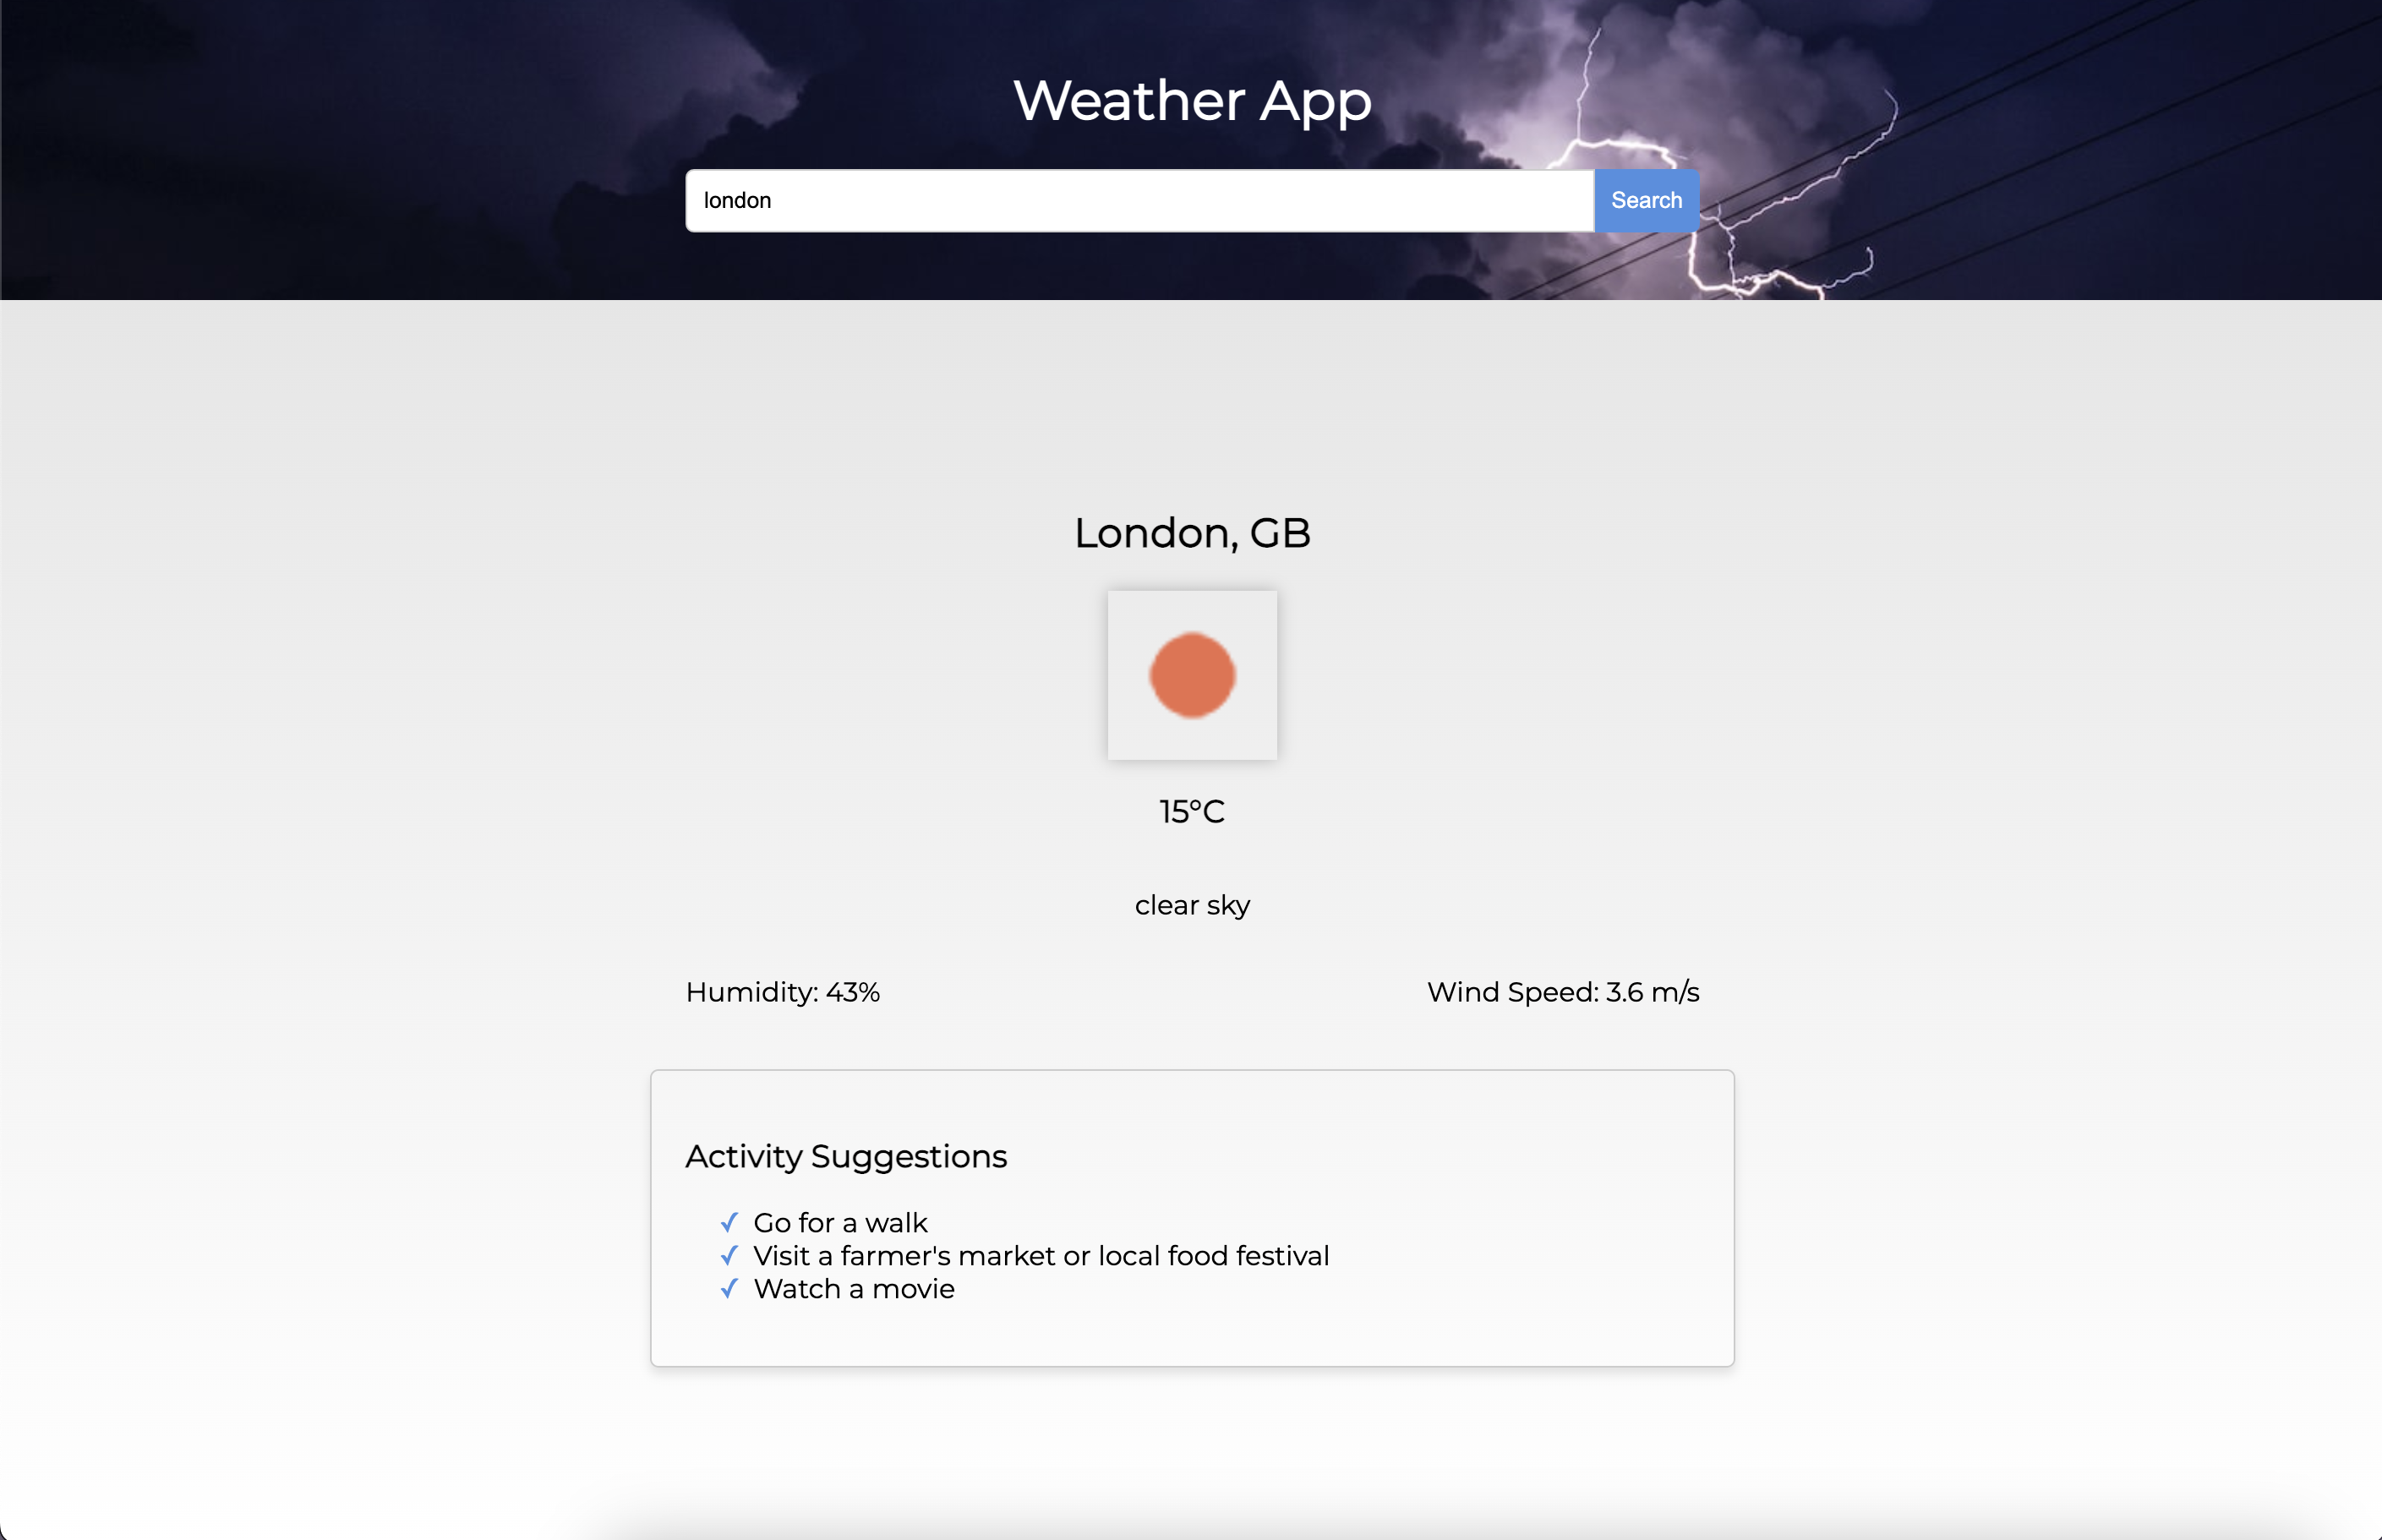 Weather App
london
Search
London, GB
15°C
clear sky
Humidity: 43%
Wind Speed: 3.6 m/s
Activity Suggestions
✓ Go for a walk
✓ Visit a farmer's market or local food festival
✓ Watch a movie